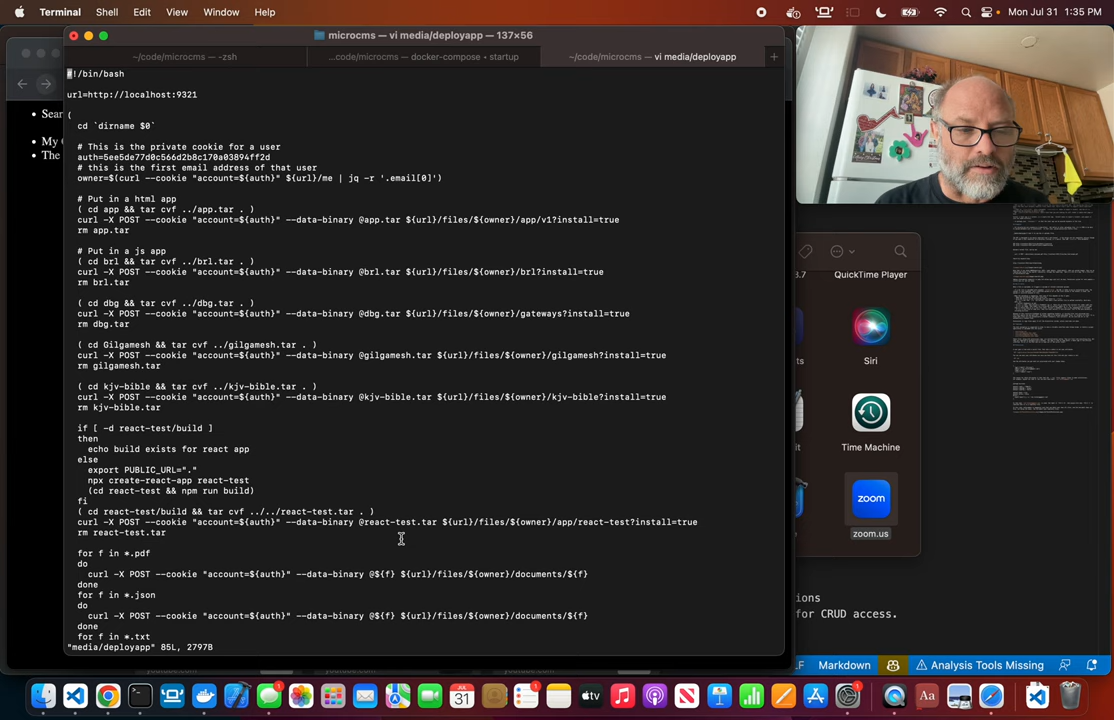 Terminal Shell Edit View Window Help Mon Jul 31 1:35 PM
microcms — vi media/deployapp — 137×56
~/code/microcms — -zsh
...code/microcms — docker-compose ◂ startup
~/code/microcms — vi media/deployapp
#!/bin/bash
url=http://localhost:9321
(
cd `dirname $0`
# This is the private cookie for a user
auth=5ee5de77d0c566d2b8c170a03894ff2d
# this is the first email address of that user
owner=$(curl --cookie "account=${auth}" ${url}/me | jq -r '.email[0]')
# Put in a html app
( cd app && tar cvf ../app.tar . )
curl -X POST --cookie "account=${auth}" --data-binary @app.tar ${url}/files/${owner}/app/v1?install=true
rm app.tar
# Put in a js app
( cd brl && tar cvf ../brl.tar . )
curl -X POST --cookie "account=${auth}" --data-binary @brl.tar ${url}/files/${owner}/brl?install=true
rm brl.tar
( cd dbg && tar cvf ../dbg.tar . )
curl -X POST --cookie "account=${auth}" --data-binary @dbg.tar ${url}/files/${owner}/gateways?install=true
rm dbg.tar
( cd Gilgamesh && tar cvf ../gilgamesh.tar . )
curl -X POST --cookie "account=${auth}" --data-binary @gilgamesh.tar ${url}/files/${owner}/gilgamesh?install=true
rm gilgamesh.tar
( cd kjv-bible && tar cvf ../kjv-bible.tar . )
curl -X POST --cookie "account=${auth}" --data-binary @kjv-bible.tar ${url}/files/${owner}/kjv-bible?install=true
rm kjv-bible.tar
if [ -d react-test/build ]
then
echo build exists for react app
else
export PUBLIC_URL="."
npx create-react-app react-test
(cd react-test && npm run build)
fi
( cd react-test/build && tar cvf ../../react-test.tar . )
curl -X POST --cookie "account=${auth}" --data-binary @react-test.tar ${url}/files/${owner}/app/react-test?install=true
rm react-test.tar
for f in *.pdf
do
curl -X POST --cookie "account=${auth}" --data-binary @${f} ${url}/files/${owner}/documents/${f}
done
for f in *.json
do
curl -X POST --cookie "account=${auth}" --data-binary @${f} ${url}/files/${owner}/documents/${f}
done
for f in *.txt
"media/deployapp" 85L, 2797B
Sear
My
The
3.7
QuickTime Player
ts
Siri
Time Machine
zoom
zoom.us
ions
for CRUD access.
LF Markdown Analysis Tools Missing
JUL
31
Aa